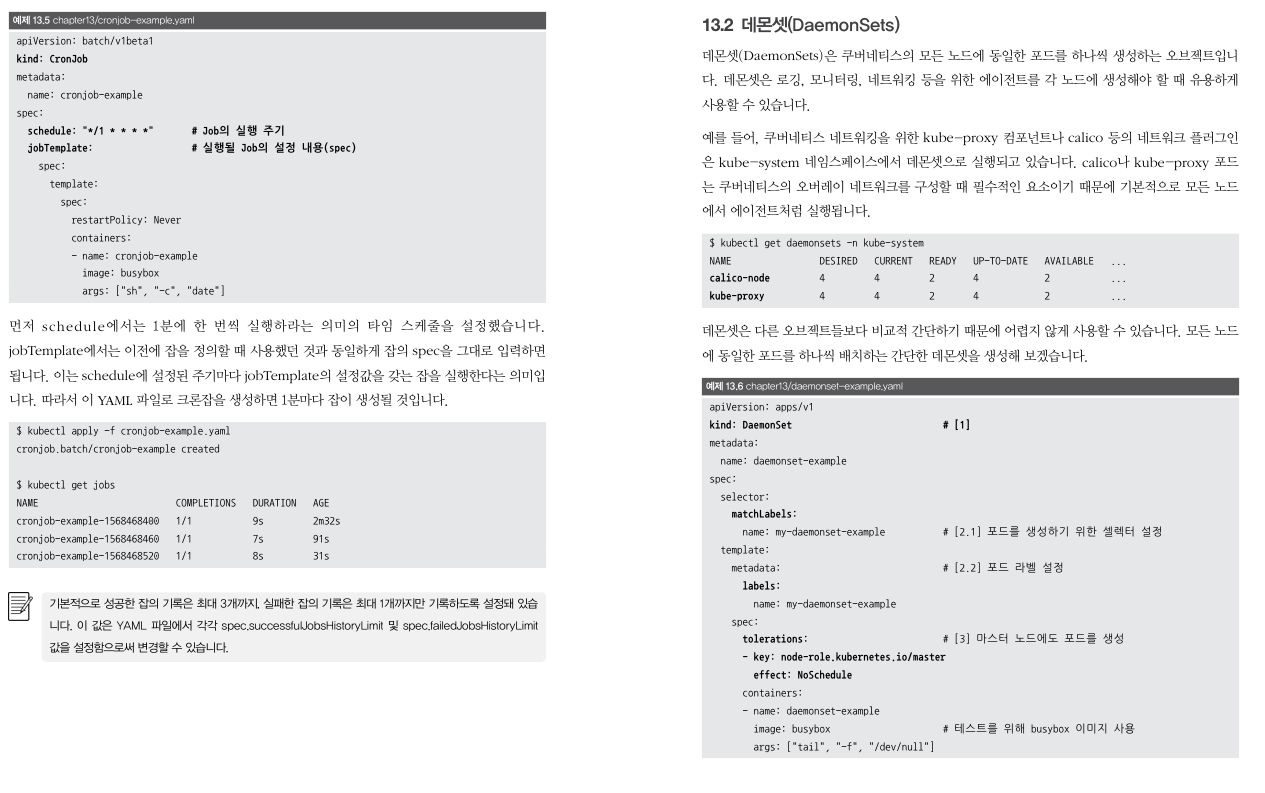 예제 13.5 chapter13/cronjob-example.yaml
apiVersion: batch/v1beta1
kind: CronJob
metadata:
  name: cronjob-example
spec:
  schedule: "*/1 * * * *"       # Job의 실행 주기
  jobTemplate:                  # 실행될 Job의 설정 내용(spec)
    spec:
      template:
        spec:
          restartPolicy: Never
          containers:
          - name: cronjob-example
            image: busybox
            args: ["sh", "-c", "date"]
먼저 schedule에서는 1분에 한 번씩 실행하라는 의미의 타임 스케줄을 설정했습니다.
jobTemplate에서는 이전에 잡을 정의할 때 사용했던 것과 동일하게 잡의 spec을 그대로 입력하면
됩니다. 이는 schedule에 설정된 주기마다 jobTemplate의 설정값을 갖는 잡을 실행한다는 의미입
니다. 따라서 이 YAML 파일로 크론잡을 생성하면 1분마다 잡이 생성될 것입니다.
$ kubectl apply -f cronjob-example.yaml
cronjob.batch/cronjob-example created
$ kubectl get jobs
NAME                         COMPLETIONS   DURATION   AGE
cronjob-example-1568468400   1/1           9s         2m32s
cronjob-example-1568468460   1/1           7s         91s
cronjob-example-1568468520   1/1           8s         31s
기본적으로 성공한 잡의 기록은 최대 3개까지, 실패한 잡의 기록은 최대 1개까지만 기록하도록 설정돼 있습
니다. 이 값은 YAML 파일에서 각각 spec.successfulJobsHistoryLimit 및 spec.failedJobsHistoryLimit
값을 설정함으로써 변경할 수 있습니다.
13.2 데몬셋(DaemonSets)
데몬셋(DaemonSets)은 쿠버네티스의 모든 노드에 동일한 포드를 하나씩 생성하는 오브젝트입니
다. 데몬셋은 로깅, 모니터링, 네트워킹 등을 위한 에이전트를 각 노드에 생성해야 할 때 유용하게
사용할 수 있습니다.
예를 들어, 쿠버네티스 네트워킹을 위한 kube-proxy 컴포넌트나 calico 등의 네트워크 플러그인
은 kube-system 네임스페이스에서 데몬셋으로 실행되고 있습니다. calico나 kube-proxy 포드
는 쿠버네티스의 오버레이 네트워크를 구성할 때 필수적인 요소이기 때문에 기본적으로 모든 노드
에서 에이전트처럼 실행됩니다.
$ kubectl get daemonsets -n kube-system
NAME          DESIRED   CURRENT   READY   UP-TO-DATE   AVAILABLE   ...
calico-node   4         4         2       4            2           ...
kube-proxy    4         4         2       4            2           ...
데몬셋은 다른 오브젝트들보다 비교적 간단하기 때문에 어렵지 않게 사용할 수 있습니다. 모든 노드
에 동일한 포드를 하나씩 배치하는 간단한 데몬셋을 생성해 보겠습니다.
예제 13.6 chapter13/daemonset-example.yaml
apiVersion: apps/v1
kind: DaemonSet                           # [1]
metadata:
  name: daemonset-example
spec:
  selector:
    matchLabels:
      name: my-daemonset-example          # [2.1] 포드를 생성하기 위한 셀렉터 설정
  template:
    metadata:                             # [2.2] 포드 라벨 설정
      labels:
        name: my-daemonset-example
    spec:
      tolerations:                        # [3] 마스터 노드에도 포드를 생성
      - key: node-role.kubernetes.io/master
        effect: NoSchedule
      containers:
      - name: daemonset-example
        image: busybox                    # 테스트를 위해 busybox 이미지 사용
        args: ["tail", "-f", "/dev/null"]